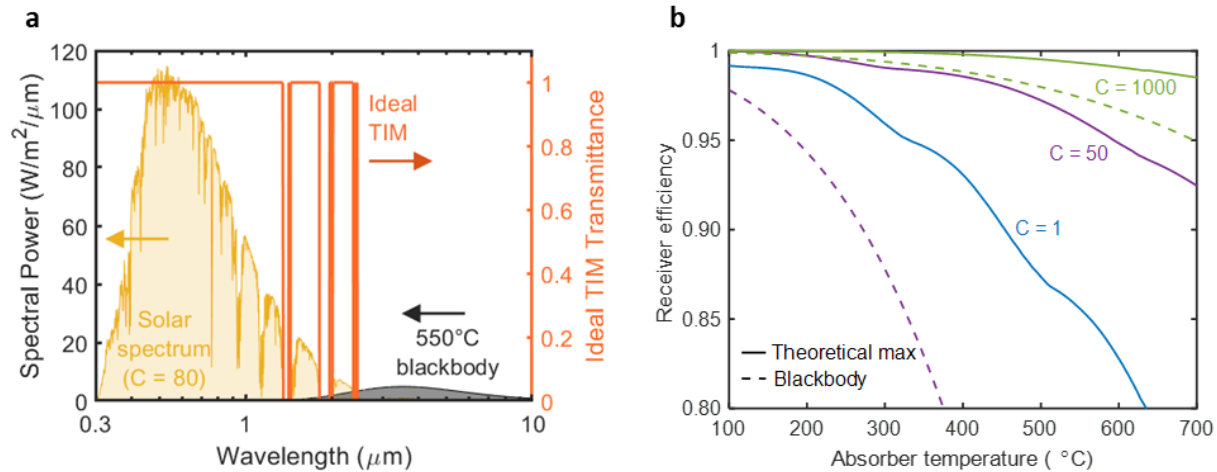 a
120
100
80
60
40
20
0
Spectral Power (W/m²/μm)
0.3
1
10
Wavelength (μm)
1
0.8
0.6
0.4
0.2
0
Ideal TIM Transmittance
Ideal
TIM
Solar
spectrum
(C = 80)
550°C
blackbody
b
1
0.95
0.90
0.85
0.80
Receiver efficiency
100
200
300
400
500
600
700
Absorber temperature ( °C)
C = 1000
C = 50
C = 1
Theoretical max
Blackbody